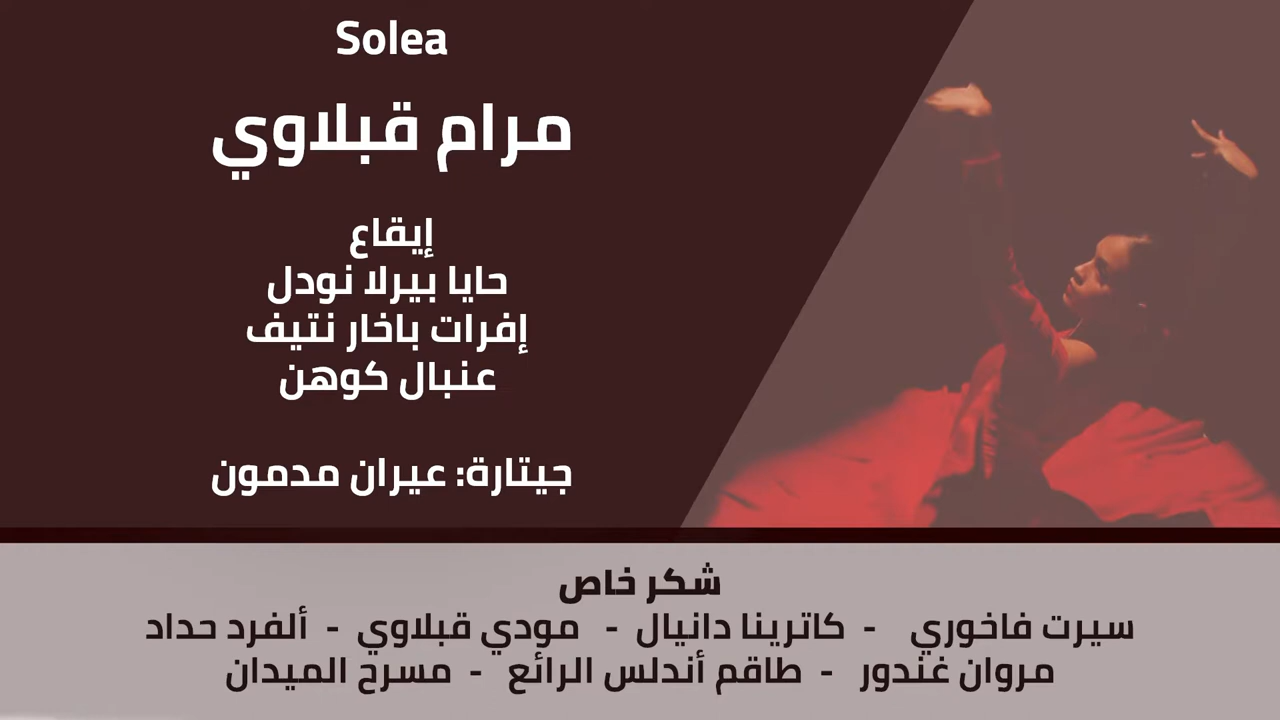 Solea
مرام قبلاوي
إيقاع
حايا بيرلا نودل
إفرات باخار نتيف
عنبال كوهن
جيتارة: عيران مدمون
شكر خاص
سيرت فاخوري - كاترينا دانيال - مودي قبلاوي - ألفرد حداد
مروان غندور - طاقم أندلس الرائع - مسرح الميدان